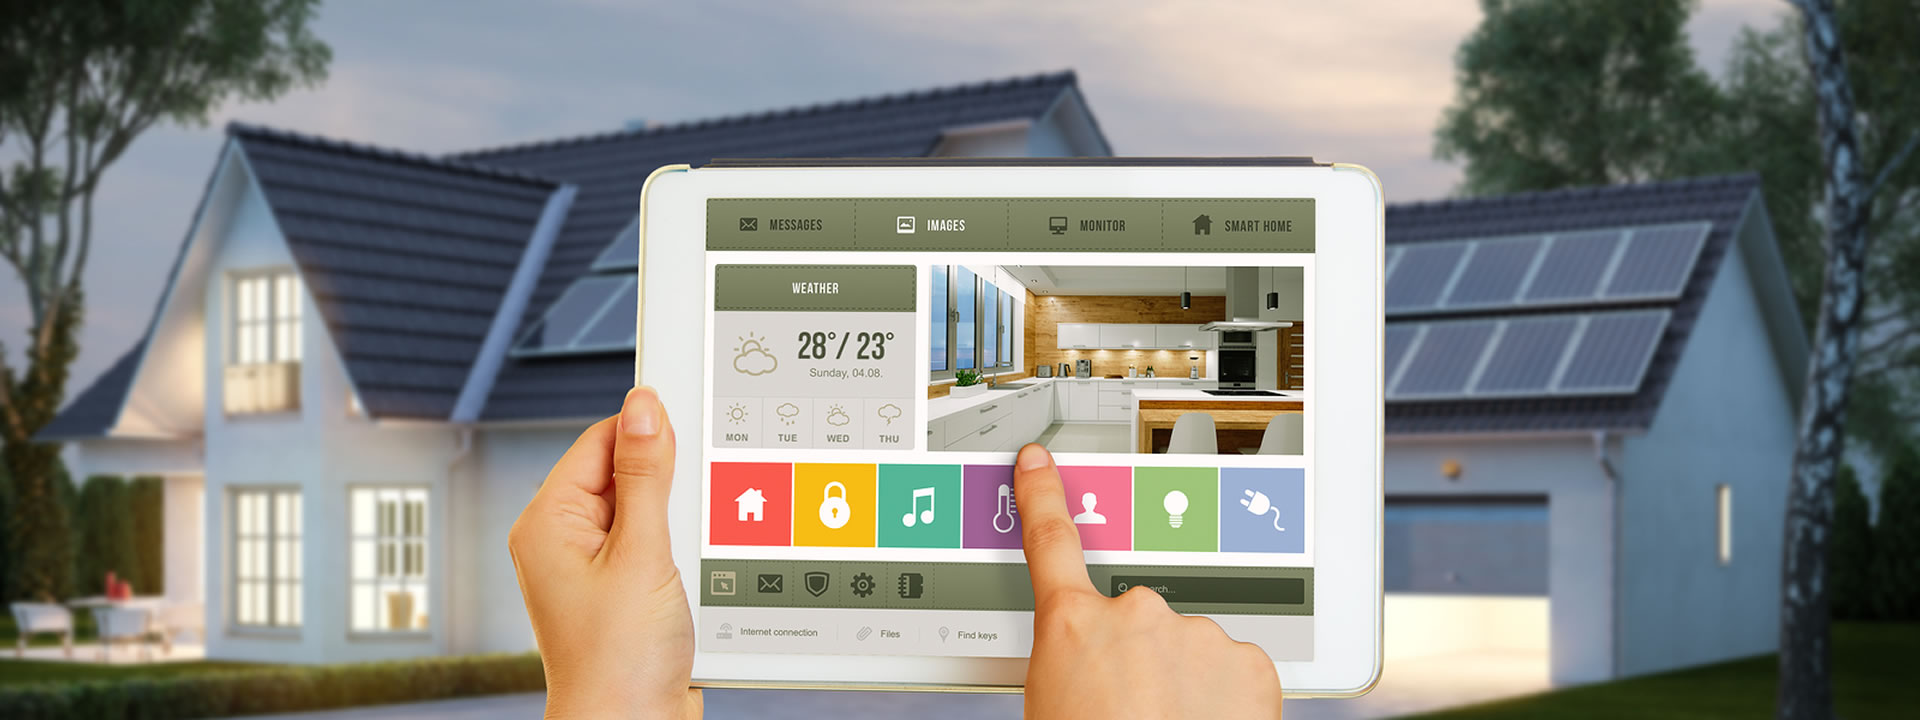 MESSAGES
IMAGES
MONITOR
SMART HOME
WEATHER
28°/ 23°
Sunday, 04.08.
MON
TUE
WED
THU
Internet connection
Files
Find keys